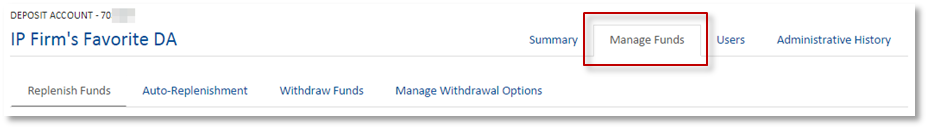 DEPOSIT ACCOUNT - 70
IP Firm's Favorite DA
Summary Manage Funds Users Administrative History
Replenish Funds Auto-Replenishment Withdraw Funds Manage Withdrawal Options